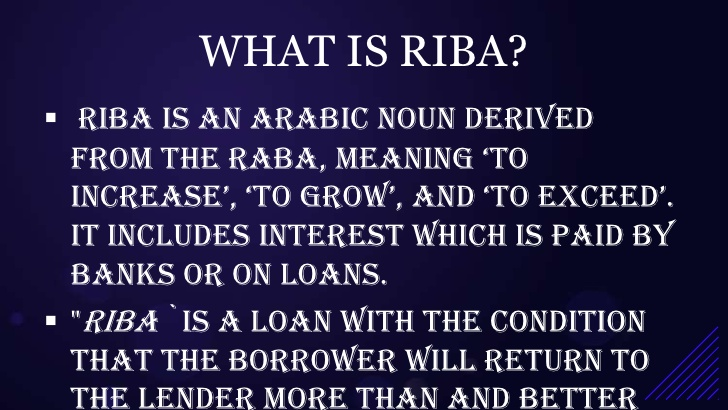 WHAT IS RIBA?
▪ RIBA IS AN ARABIC NOUN DERIVED
FROM THE RABA, MEANING ‘TO
INCREASE’, ‘TO GROW’, AND ‘TO EXCEED’.
IT INCLUDES INTEREST WHICH IS PAID BY
BANKS OR ON LOANS.
▪ "RIBA ` IS A LOAN WITH THE CONDITION
THAT THE BORROWER WILL RETURN TO
THE LENDER MORE THAN AND BETTER